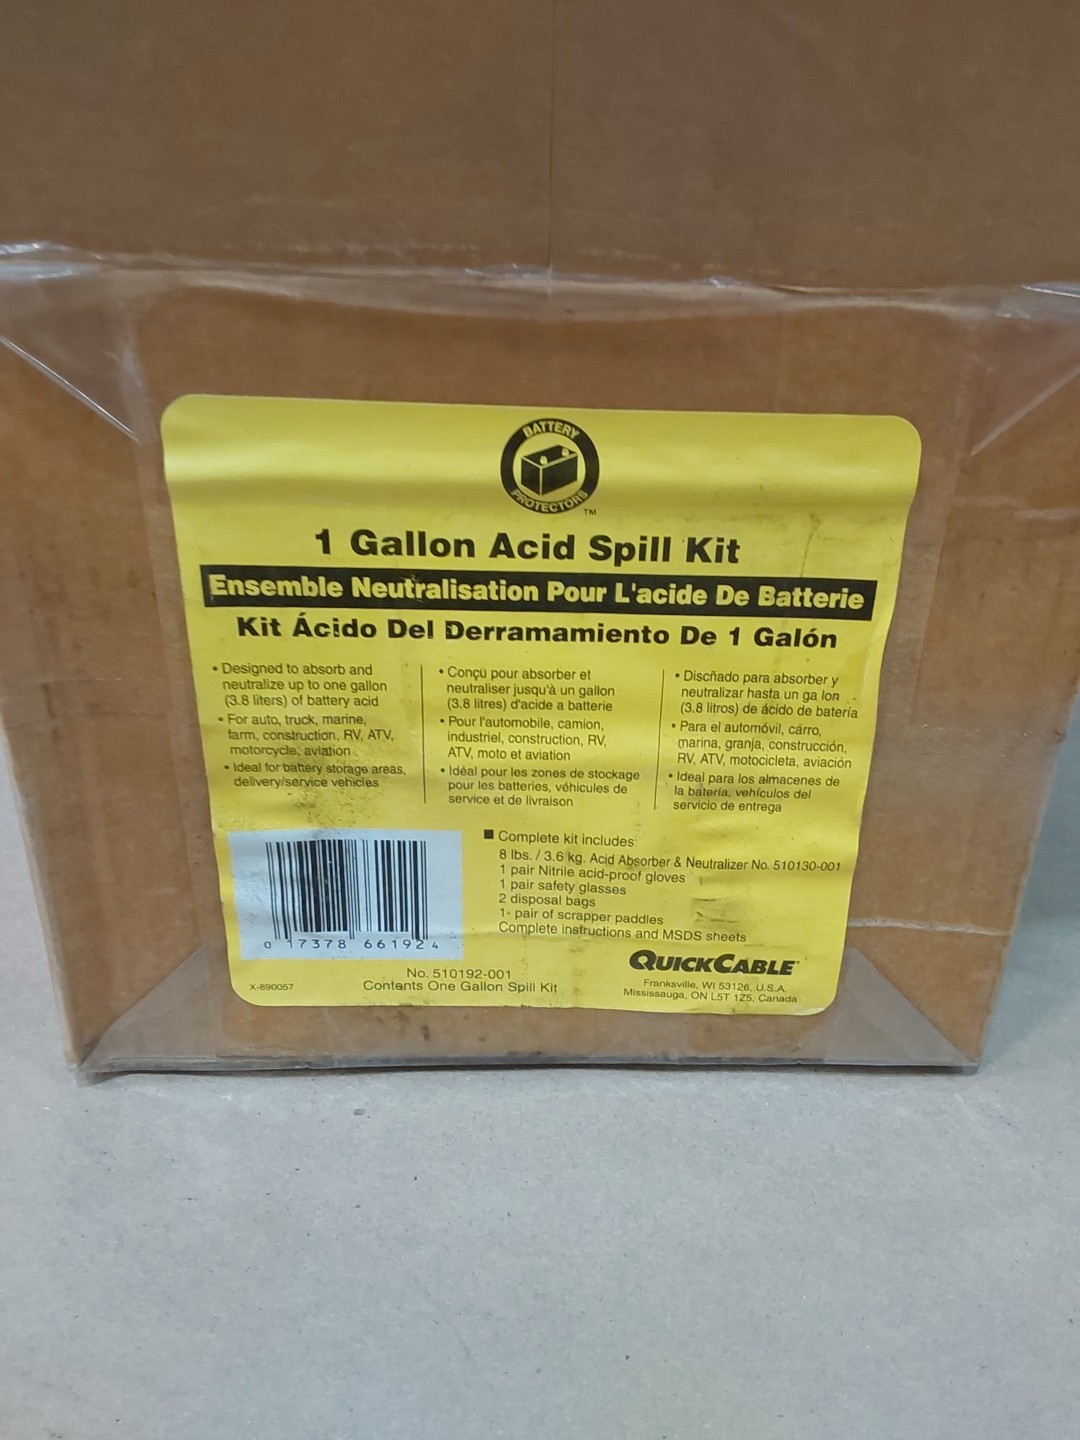 BATTERY
PROTECTORS
TM
1 Gallon Acid Spill Kit
Ensemble Neutralisation Pour L'acide De Batterie
Kit Ácido Del Derramamiento De 1 Galón
• Designed to absorb and
neutralize up to one gallon
(3.8 liters) of battery acid
• For auto, truck, marine,
farm, construction, RV, ATV,
motorcycle, aviation
• Ideal for battery storage areas,
delivery/service vehicles
• Conçu pour absorber et
neutraliser jusqu'à un gallon
(3.8 litres) d'acide a batterie
• Pour l'automobile, camion,
industriel, construction, RV,
ATV, moto et aviation
• Idéal pour les zones de stockage
pour les batteries, véhicules de
service et de livraison
• Discñado para absorber y
neutralizar hasta un ga lon
(3.8 litros) de ácido de batería
• Para el automóvil, carro,
marina, granja, construcción,
RV, ATV, motocicleta, aviación
• Ideal para los almacenes de
la batería, vehículos del
servicio de entrega
■ Complete kit includes:
8 lbs. / 3.6 kg. Acid Absorber & Neutralizer No. 510130-001
1 pair Nitrile acid-proof gloves
1 pair safety glasses
2 disposal bags
1- pair of scrapper paddles
Complete instructions and MSDS sheets
0 17378 66192 4
No. 510192-001
Contents One Gallon Spill Kit
X-890057
QUICKCABLE
Franksville, WI 53126, U.S.A.
Mississauga, ON L5T 1Z5, Canada